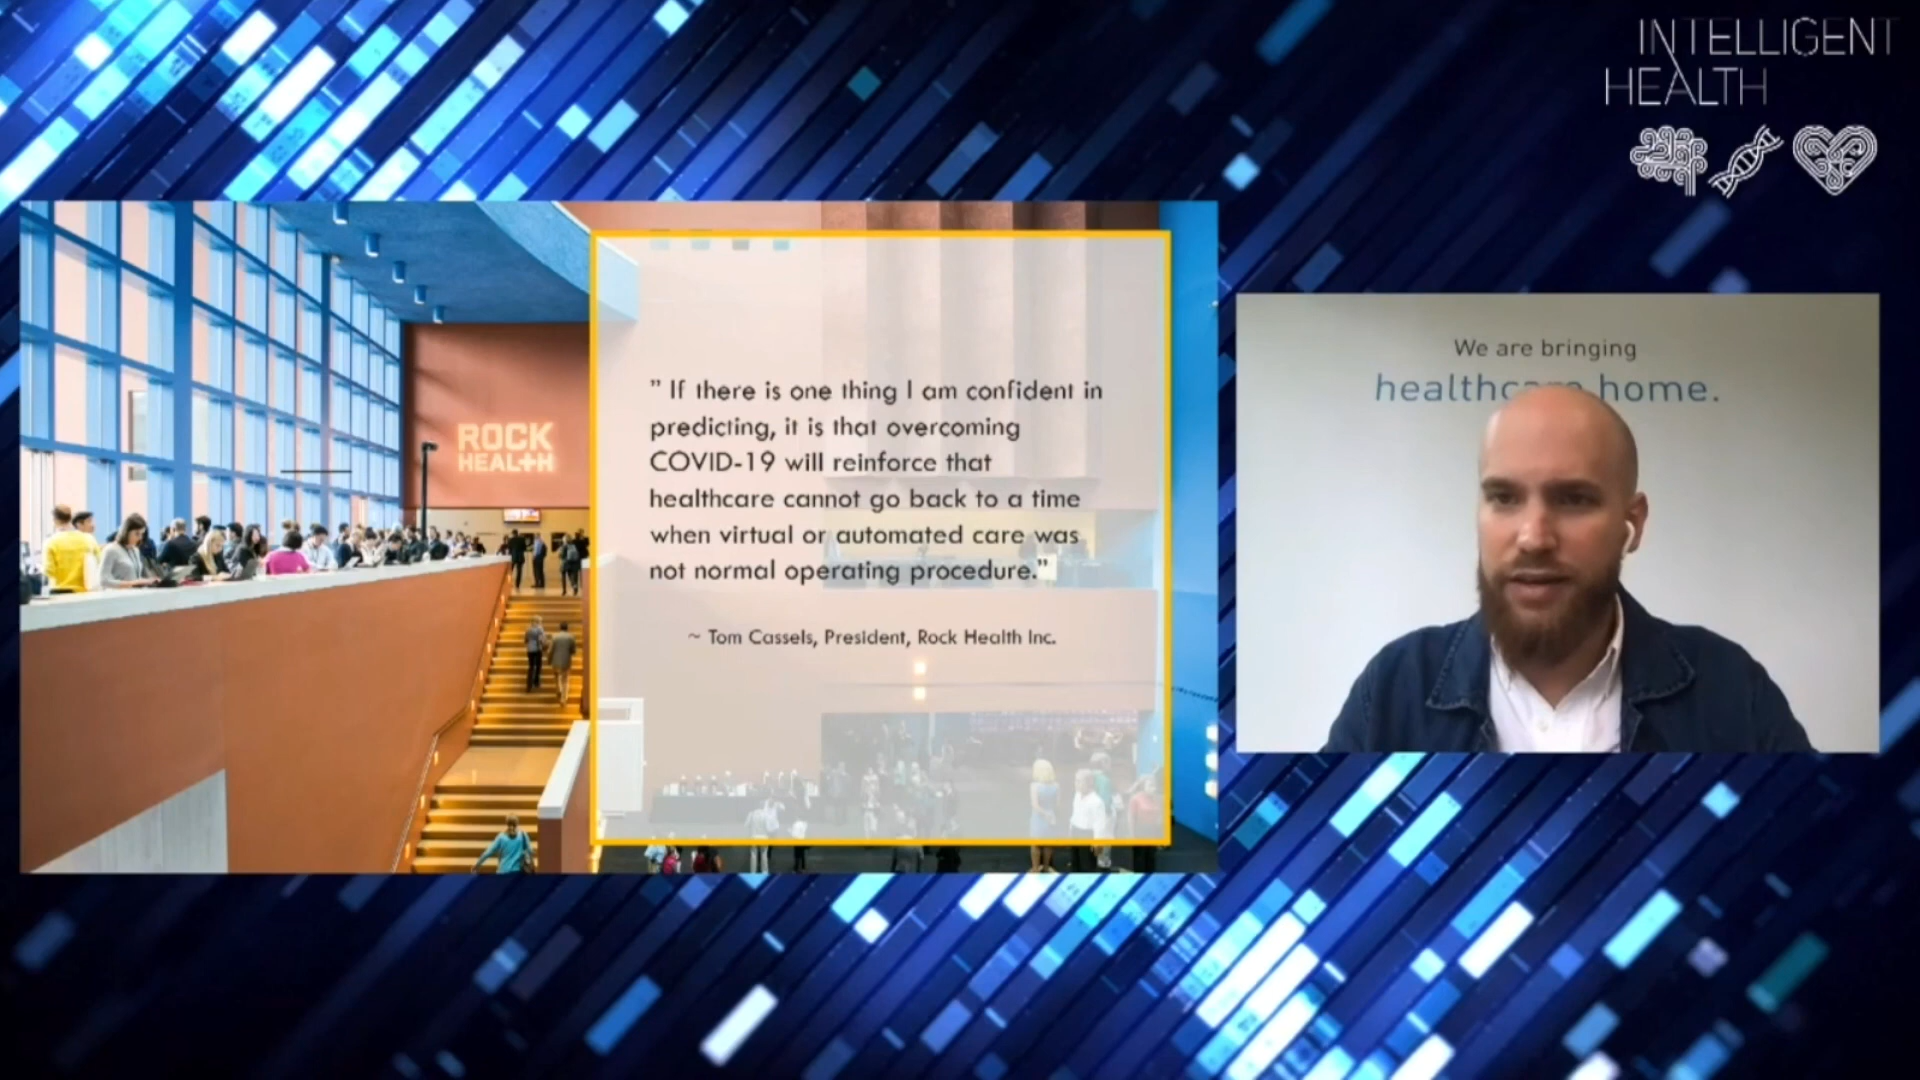 INTELLIGENT
HEALTH
ROCK
HEALTH
” If there is one thing I am confident in
predicting, it is that overcoming
COVID-19 will reinforce that
healthcare cannot go back to a time
when virtual or automated care was
not normal operating procedure.”
~ Tom Cassels, President, Rock Health Inc.
We are bringing
healthcare home.